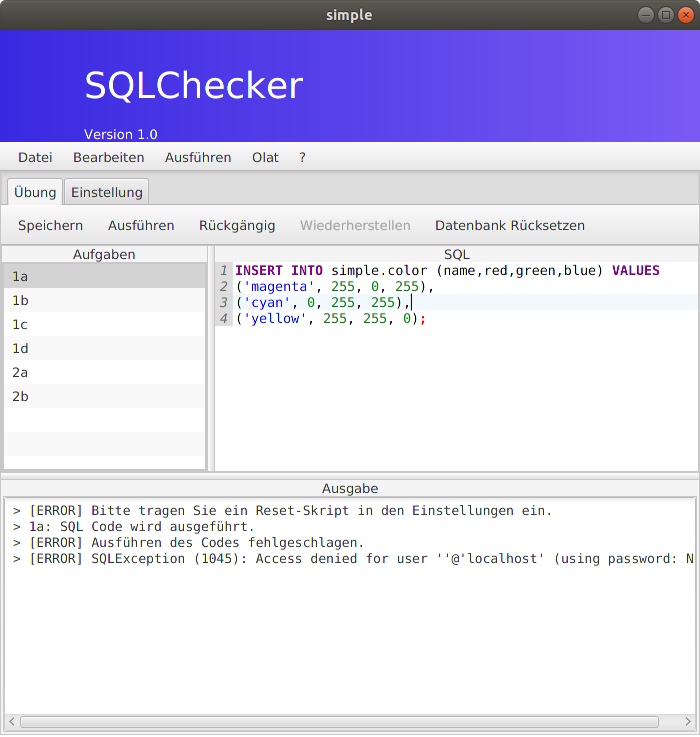 simple
SQLChecker
Version 1.0
Datei Bearbeiten Ausführen Olat ?
Übung Einstellung
Speichern Ausführen Rückgängig Wiederherstellen Datenbank Rücksetzen
Aufgaben
1a
1b
1c
1d
2a
2b
SQL
1 INSERT INTO simple.color (name,red,green,blue) VALUES
2 ('magenta', 255, 0, 255),
3 ('cyan', 0, 255, 255),
4 ('yellow', 255, 255, 0);
Ausgabe
> [ERROR] Bitte tragen Sie ein Reset-Skript in den Einstellungen ein.
> 1a: SQL Code wird ausgeführt.
> [ERROR] Ausführen des Codes fehlgeschlagen.
> [ERROR] SQLException (1045): Access denied for user ''@'localhost' (using password: N